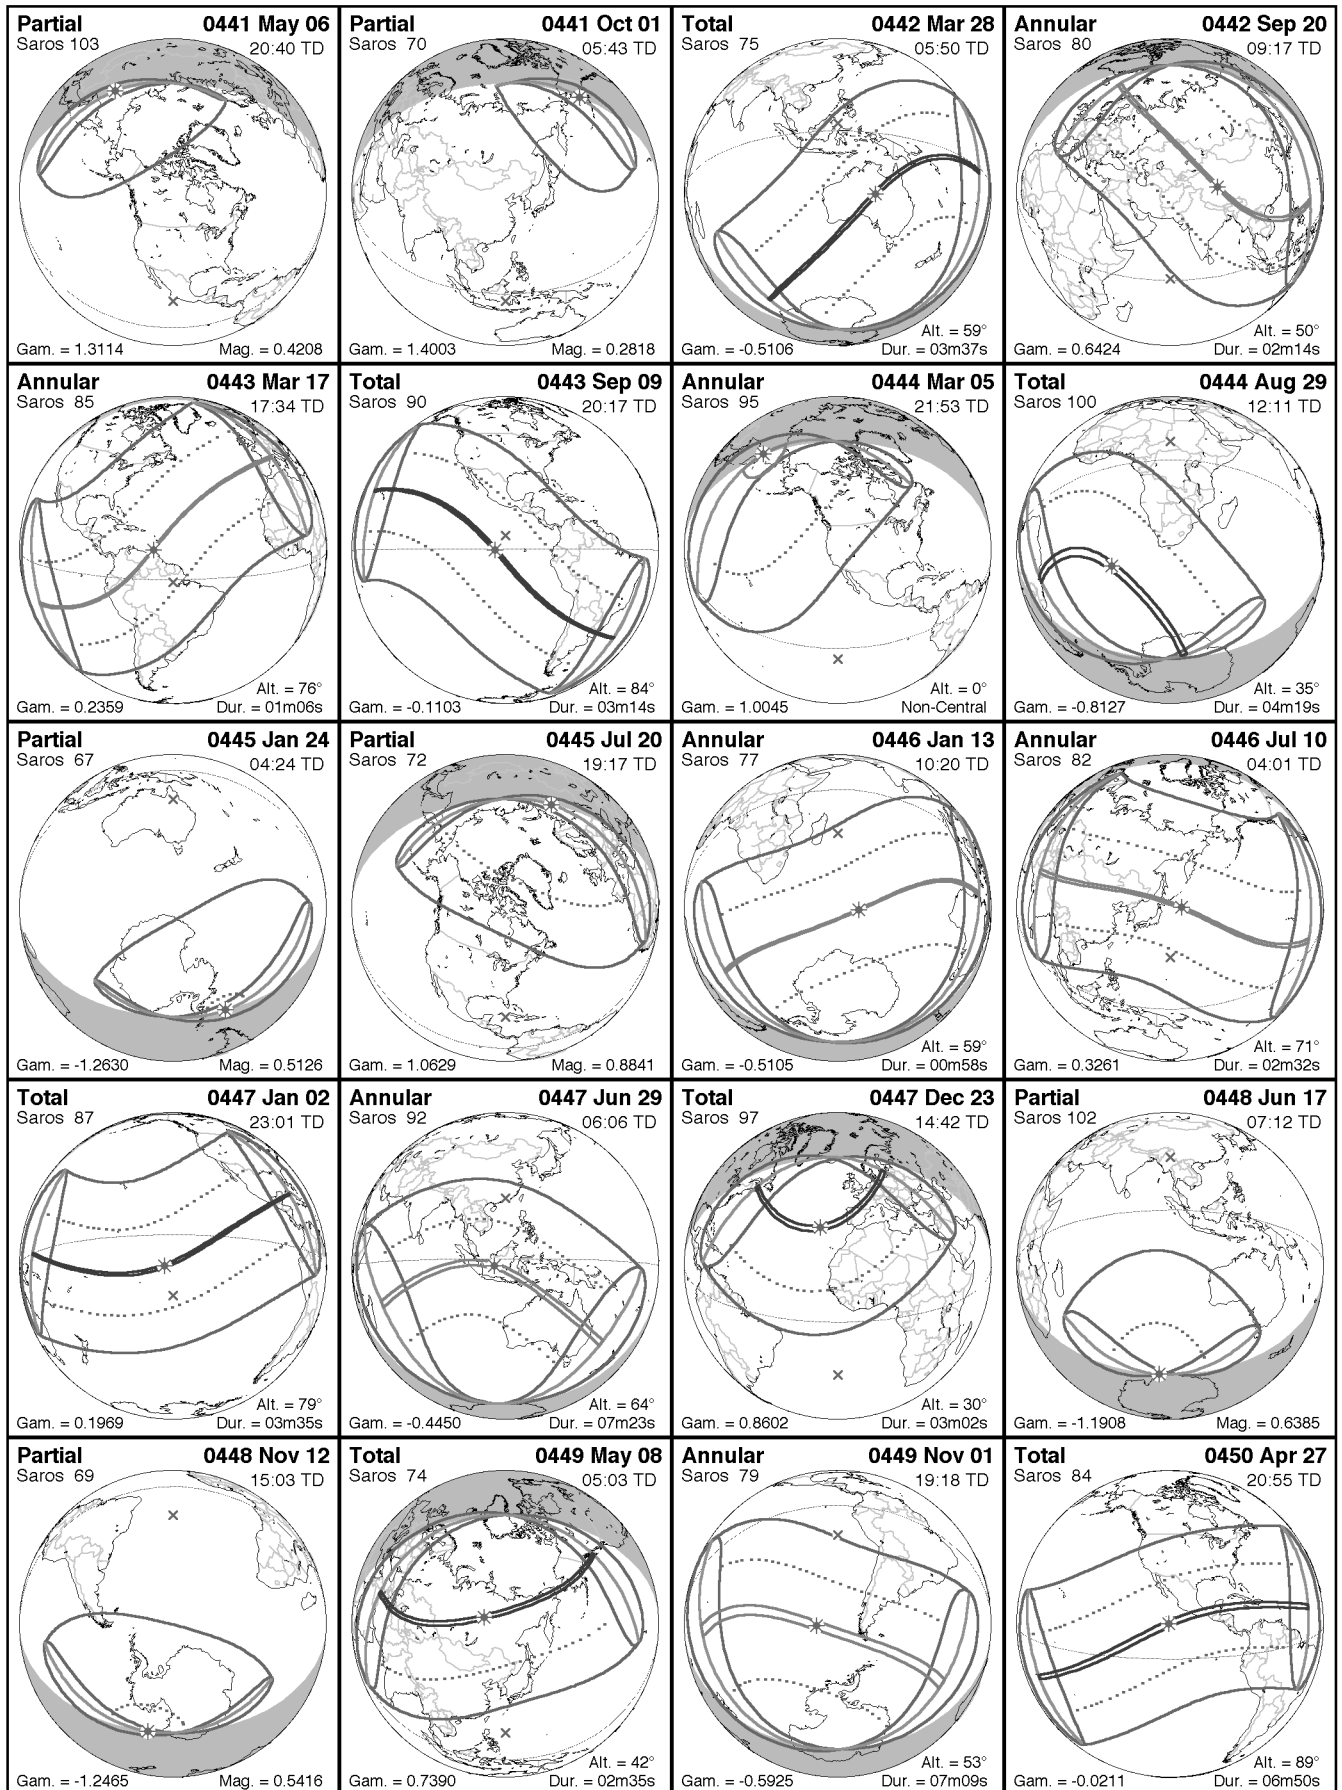 Partial 0441 May 06
Saros 103 20:40 TD
Gam. = 1.3114 Mag. = 0.4208
Partial 0441 Oct 01
Saros 70 05:43 TD
Gam. = 1.4003 Mag. = 0.2818
Total 0442 Mar 28
Saros 75 05:50 TD
Alt. = 59°
Gam. = -0.5106 Dur. = 03m37s
Annular 0442 Sep 20
Saros 80 09:17 TD
Alt. = 50°
Gam. = 0.6424 Dur. = 02m14s
Annular 0443 Mar 17
Saros 85 17:34 TD
Alt. = 76°
Gam. = 0.2359 Dur. = 01m06s
Total 0443 Sep 09
Saros 90 20:17 TD
Alt. = 84°
Gam. = -0.1103 Dur. = 03m14s
Annular 0444 Mar 05
Saros 95 21:53 TD
Alt. = 0°
Gam. = 1.0045 Non-Central
Total 0444 Aug 29
Saros 100 12:11 TD
Alt. = 35°
Gam. = -0.8127 Dur. = 04m19s
Partial 0445 Jan 24
Saros 67 04:24 TD
Gam. = -1.2630 Mag. = 0.5126
Partial 0445 Jul 20
Saros 72 19:17 TD
Gam. = 1.0629 Mag. = 0.8841
Annular 0446 Jan 13
Saros 77 10:20 TD
Alt. = 59°
Gam. = -0.5105 Dur. = 00m58s
Annular 0446 Jul 10
Saros 82 04:01 TD
Alt. = 71°
Gam. = 0.3261 Dur. = 02m32s
Total 0447 Jan 02
Saros 87 23:01 TD
Alt. = 79°
Gam. = 0.1969 Dur. = 03m35s
Annular 0447 Jun 29
Saros 92 06:06 TD
Alt. = 64°
Gam. = -0.4450 Dur. = 07m23s
Total 0447 Dec 23
Saros 97 14:42 TD
Alt. = 30°
Gam. = 0.8602 Dur. = 03m02s
Partial 0448 Jun 17
Saros 102 07:12 TD
Gam. = -1.1908 Mag. = 0.6385
Partial 0448 Nov 12
Saros 69 15:03 TD
Gam. = -1.2465 Mag. = 0.5416
Total 0449 May 08
Saros 74 05:03 TD
Alt. = 42°
Gam. = 0.7390 Dur. = 02m35s
Annular 0449 Nov 01
Saros 79 19:18 TD
Alt. = 53°
Gam. = -0.5925 Dur. = 07m09s
Total 0450 Apr 27
Saros 84 20:55 TD
Alt. = 89°
Gam. = -0.0211 Dur. = 06m50s